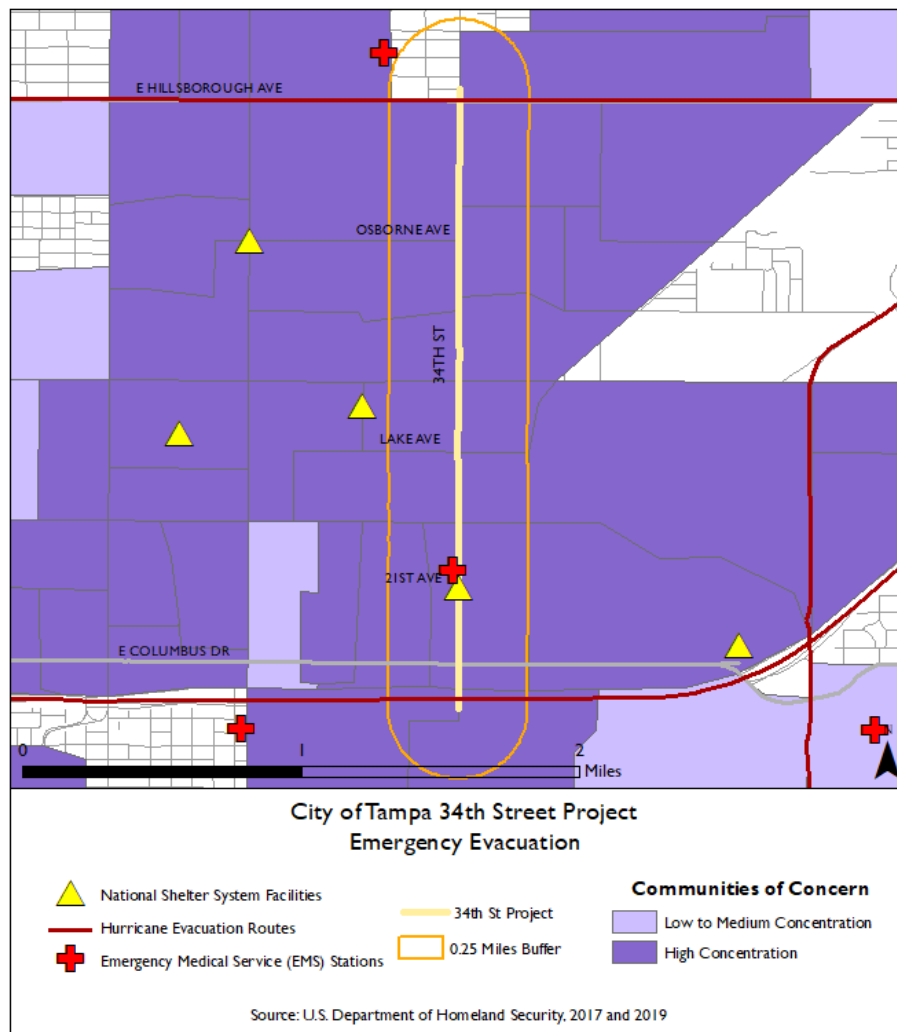 E HILLSBOROUGH AVE
OSBORNE AVE
34TH ST
LAKE AVE
21ST AVE
E COLUMBUS DR
N
0 1 2
Miles
City of Tampa 34th Street Project
Emergency Evacuation
National Shelter System Facilities
Hurricane Evacuation Routes
Emergency Medical Service (EMS) Stations
34th St Project
0.25 Miles Buffer
Communities of Concern
Low to Medium Concentration
High Concentration
Source: U.S. Department of Homeland Security, 2017 and 2019